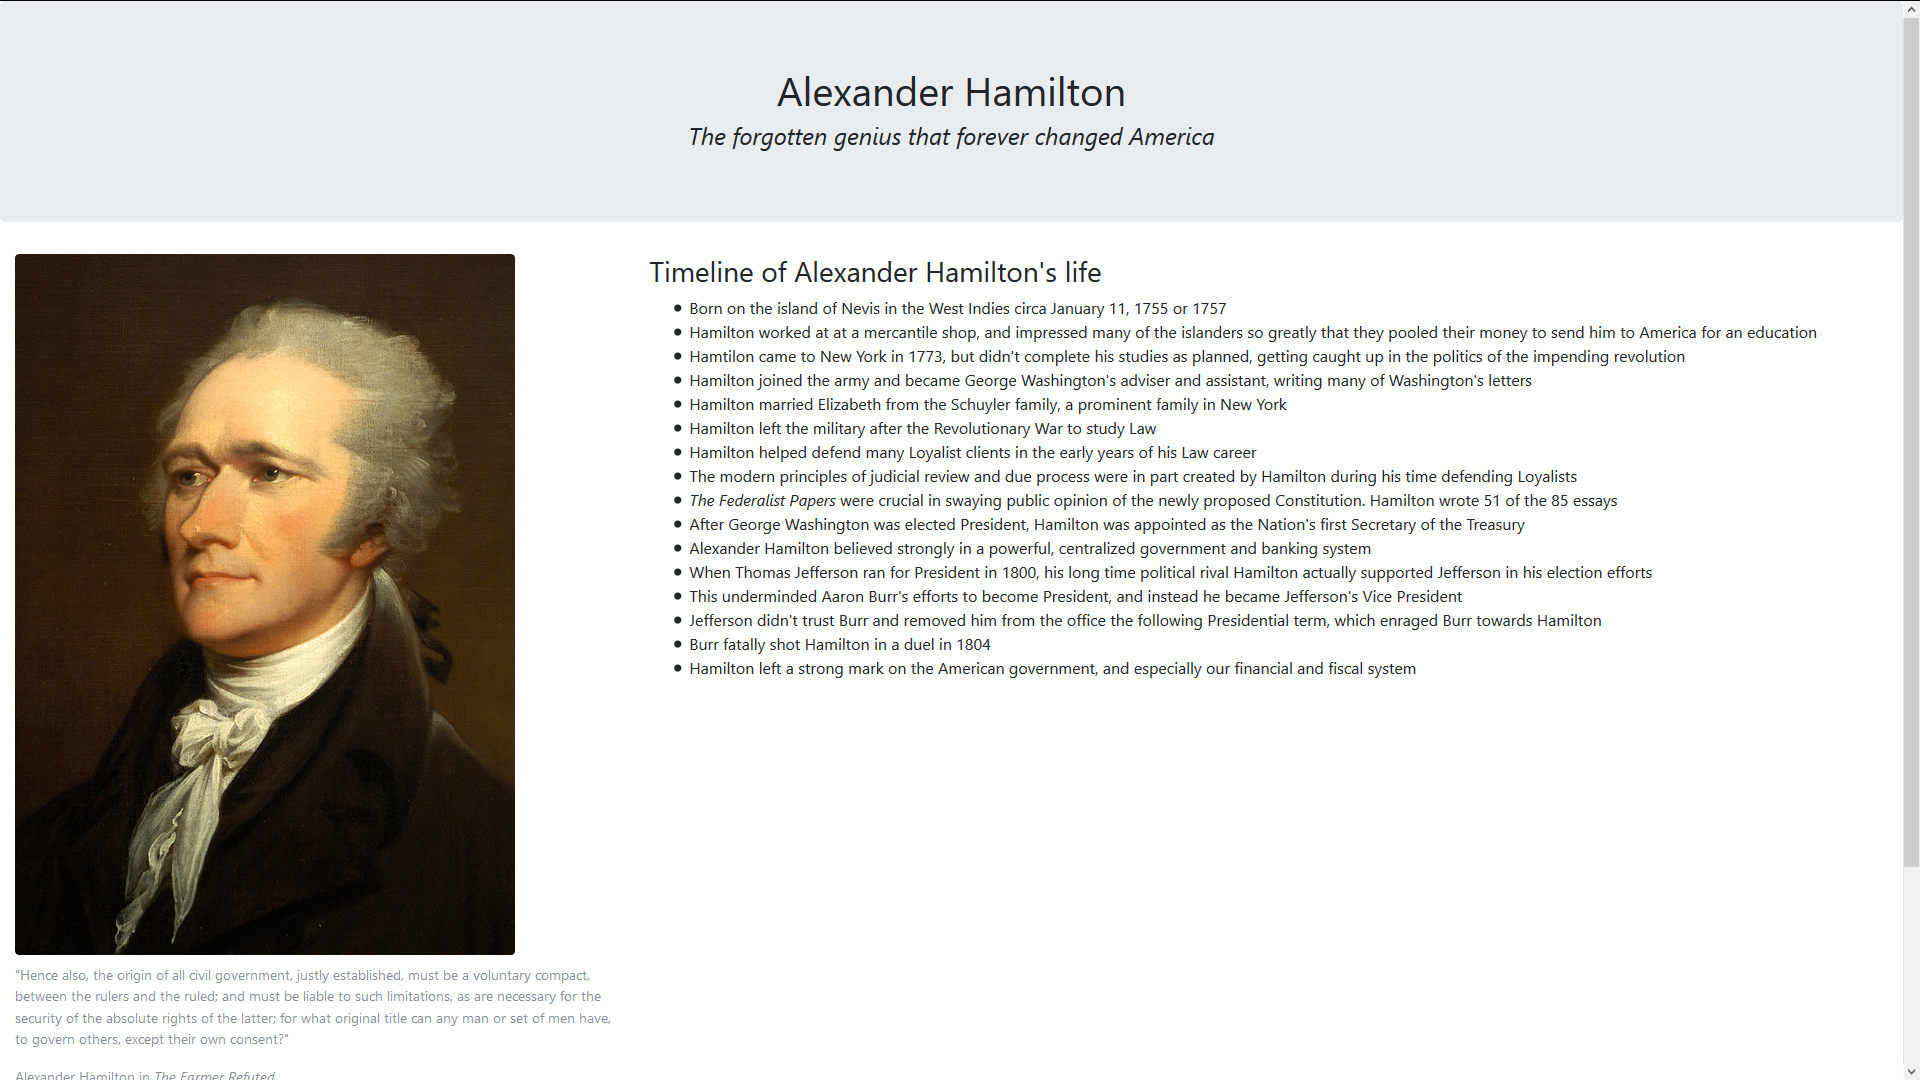 Alexander Hamilton
The forgotten genius that forever changed America
Timeline of Alexander Hamilton's life
Born on the island of Nevis in the West Indies circa January 11, 1755 or 1757
Hamilton worked at at a mercantile shop, and impressed many of the islanders so greatly that they pooled their money to send him to America for an education
Hamtilon came to New York in 1773, but didn't complete his studies as planned, getting caught up in the politics of the impending revolution
Hamilton joined the army and became George Washington's adviser and assistant, writing many of Washington's letters
Hamilton married Elizabeth from the Schuyler family, a prominent family in New York
Hamilton left the military after the Revolutionary War to study Law
Hamilton helped defend many Loyalist clients in the early years of his Law career
The modern principles of judicial review and due process were in part created by Hamilton during his time defending Loyalists
The Federalist Papers were crucial in swaying public opinion of the newly proposed Constitution. Hamilton wrote 51 of the 85 essays
After George Washington was elected President, Hamilton was appointed as the Nation's first Secretary of the Treasury
Alexander Hamilton believed strongly in a powerful, centralized government and banking system
When Thomas Jefferson ran for President in 1800, his long time political rival Hamilton actually supported Jefferson in his election efforts
This underminded Aaron Burr's efforts to become President, and instead he became Jefferson's Vice President
Jefferson didn't trust Burr and removed him from the office the following Presidential term, which enraged Burr towards Hamilton
Burr fatally shot Hamilton in a duel in 1804
Hamilton left a strong mark on the American government, and especially our financial and fiscal system
"Hence also, the origin of all civil government, justly established, must be a voluntary compact,
between the rulers and the ruled; and must be liable to such limitations, as are necessary for the
security of the absolute rights of the latter; for what original title can any man or set of men have,
to govern others, except their own consent?"
Alexander Hamilton in The Farmer Refuted